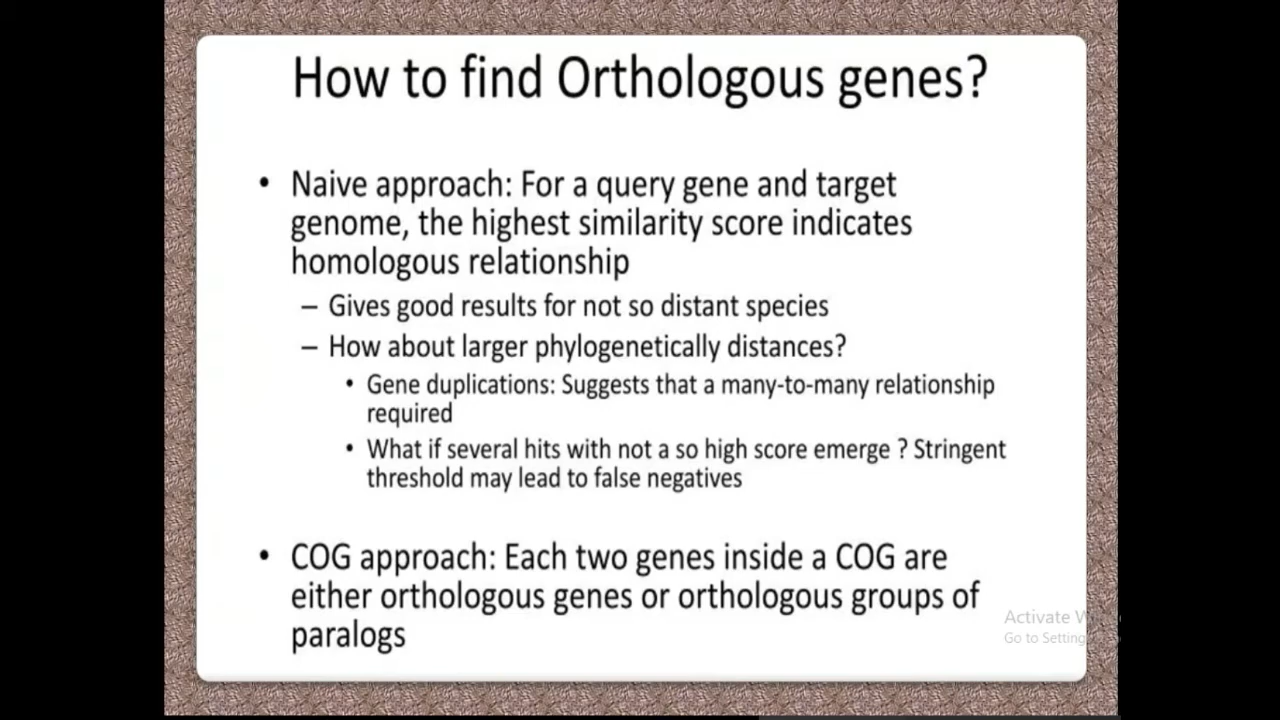 How to find Orthologous genes?
• Naive approach: For a query gene and target
genome, the highest similarity score indicates
homologous relationship
– Gives good results for not so distant species
– How about larger phylogenetically distances?
• Gene duplications: Suggests that a many-to-many relationship
required
• What if several hits with not a so high score emerge ? Stringent
threshold may lead to false negatives
• COG approach: Each two genes inside a COG are
either orthologous genes or orthologous groups of
paralogs
Activate W
Go to Setting